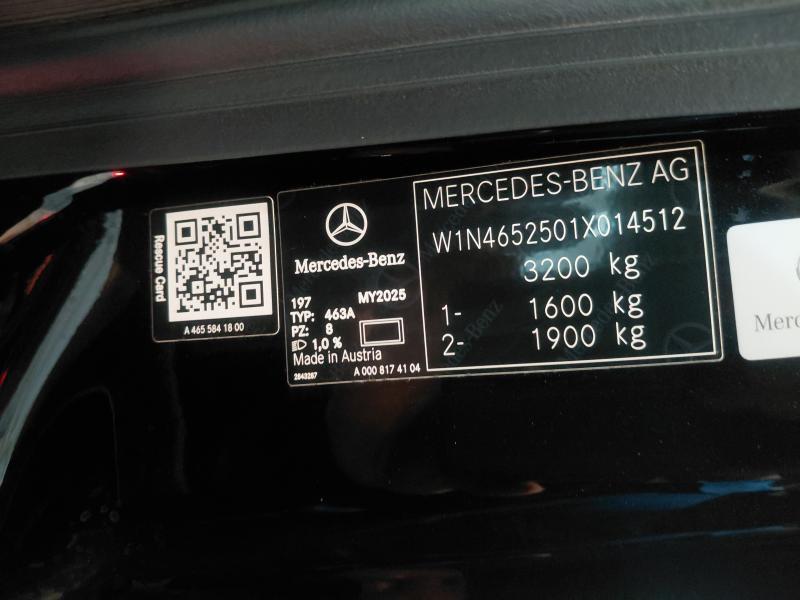 Rescue Card
A 465 584 18 00
Mercedes-Benz
197 MY2025
TYP: 463A
PZ: 8
1,0 %
Made in Austria
2843287 A 000 817 41 04
MERCEDES-BENZ AG
W1N4652501X014512
3200 kg
1- 1600 kg
2- 1900 kg